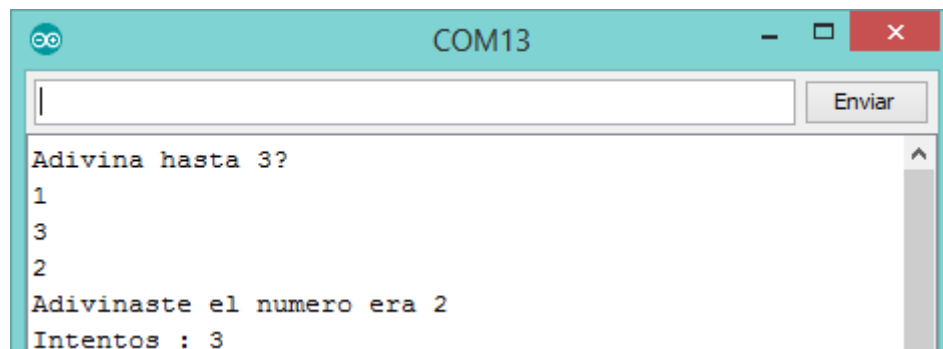 COM13
Enviar
Adivina hasta 3?
1
3
2
Adivinaste el numero era 2
Intentos : 3